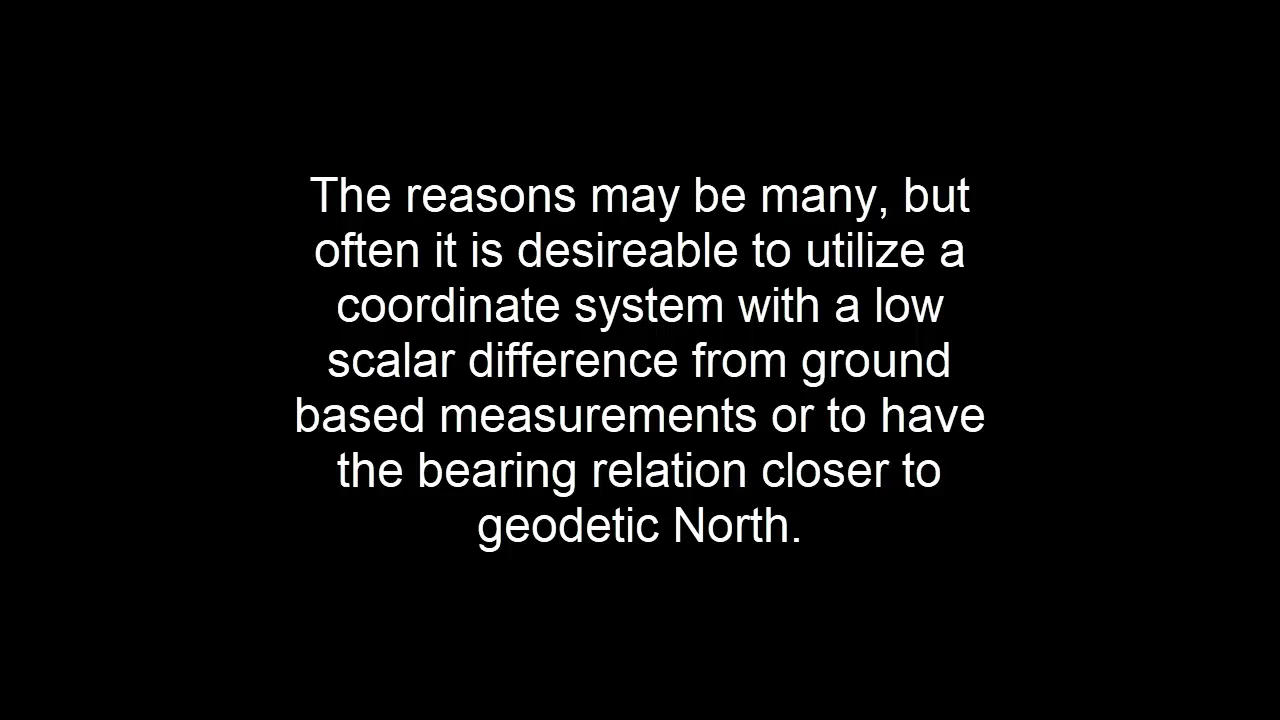 The reasons may be many, but
often it is desireable to utilize a
coordinate system with a low
scalar difference from ground
based measurements or to have
the bearing relation closer to
geodetic North.